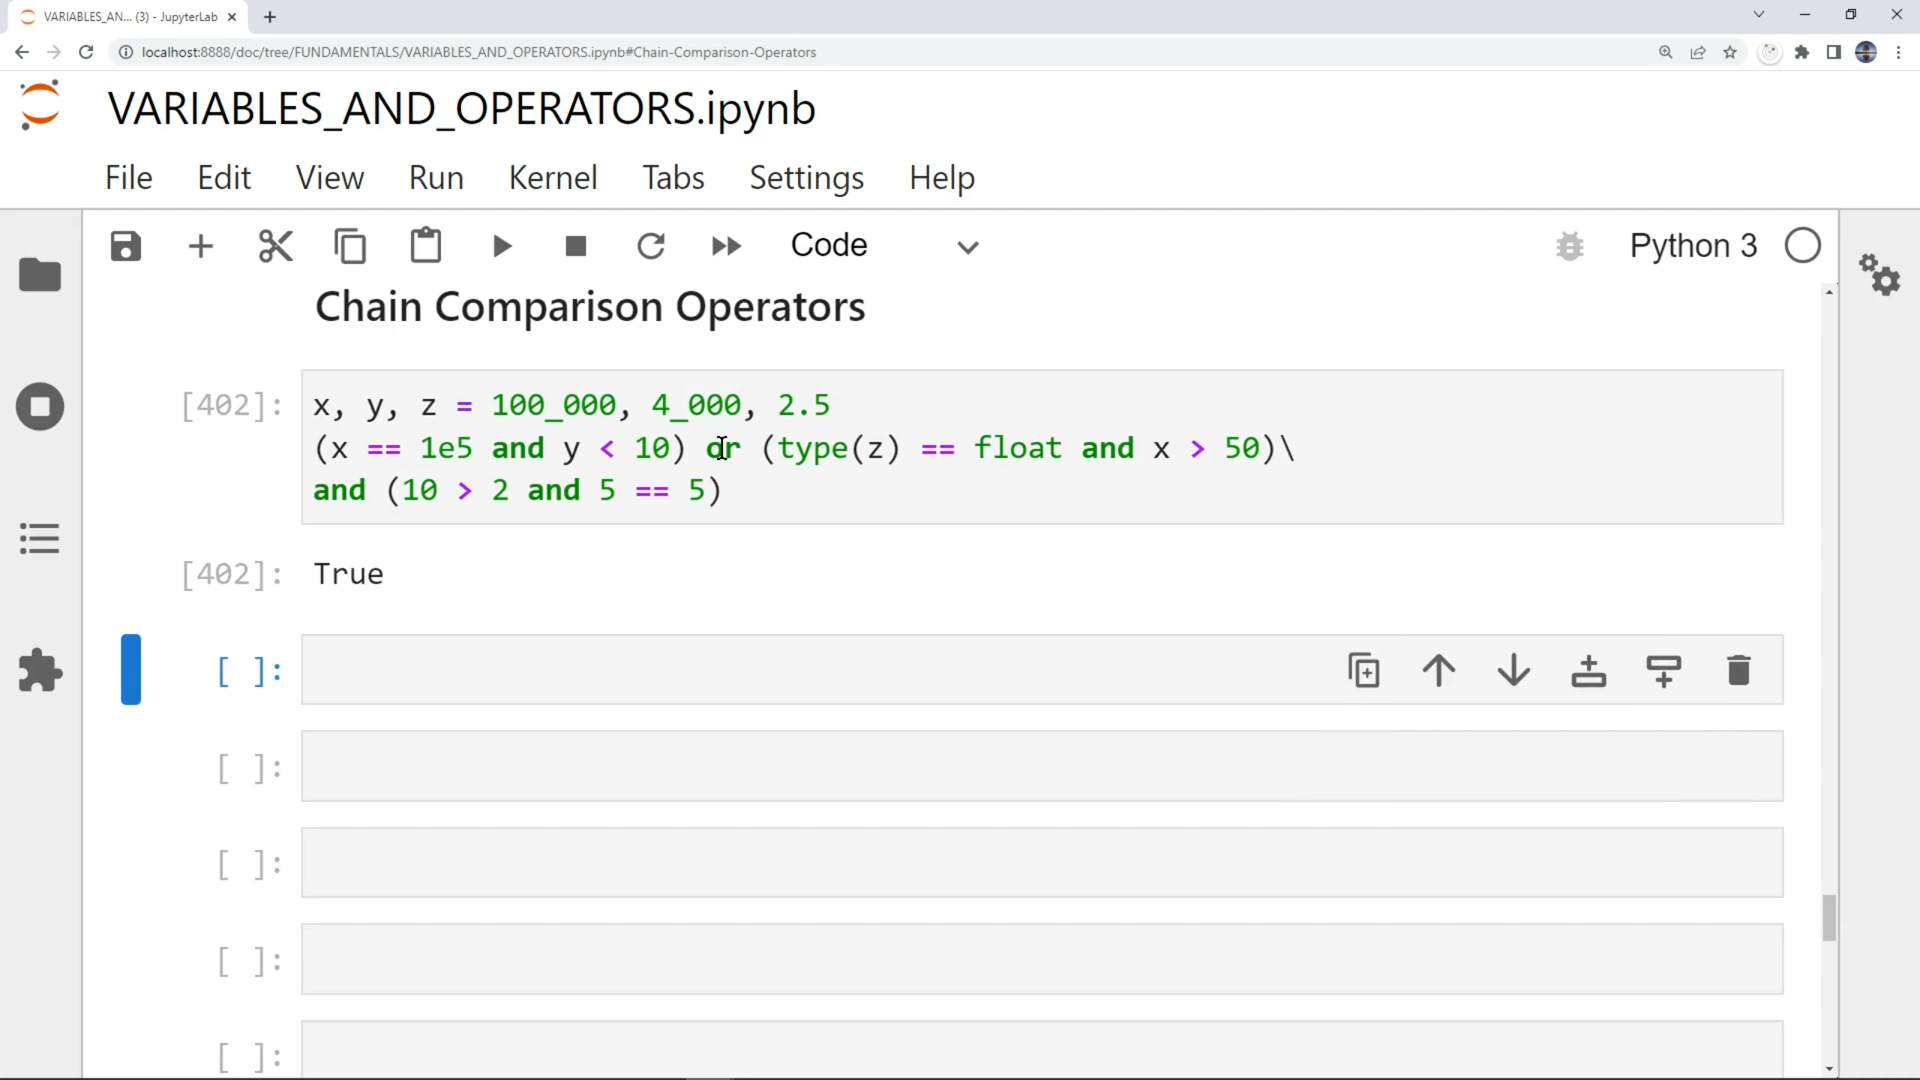 VARIABLES_AN... (3) - JupyterLab
localhost:8888/doc/tree/FUNDAMENTALS/VARIABLES_AND_OPERATORS.ipynb#Chain-Comparison-Operators
VARIABLES_AND_OPERATORS.ipynb
File Edit View Run Kernel Tabs Settings Help
Code Python 3
Chain Comparison Operators
[402]: x, y, z = 100_000, 4_000, 2.5
(x == 1e5 and y < 10) or (type(z) == float and x > 50)\
and (10 > 2 and 5 == 5)
[402]: True
[ ]:
[ ]:
[ ]:
[ ]:
[ ]: